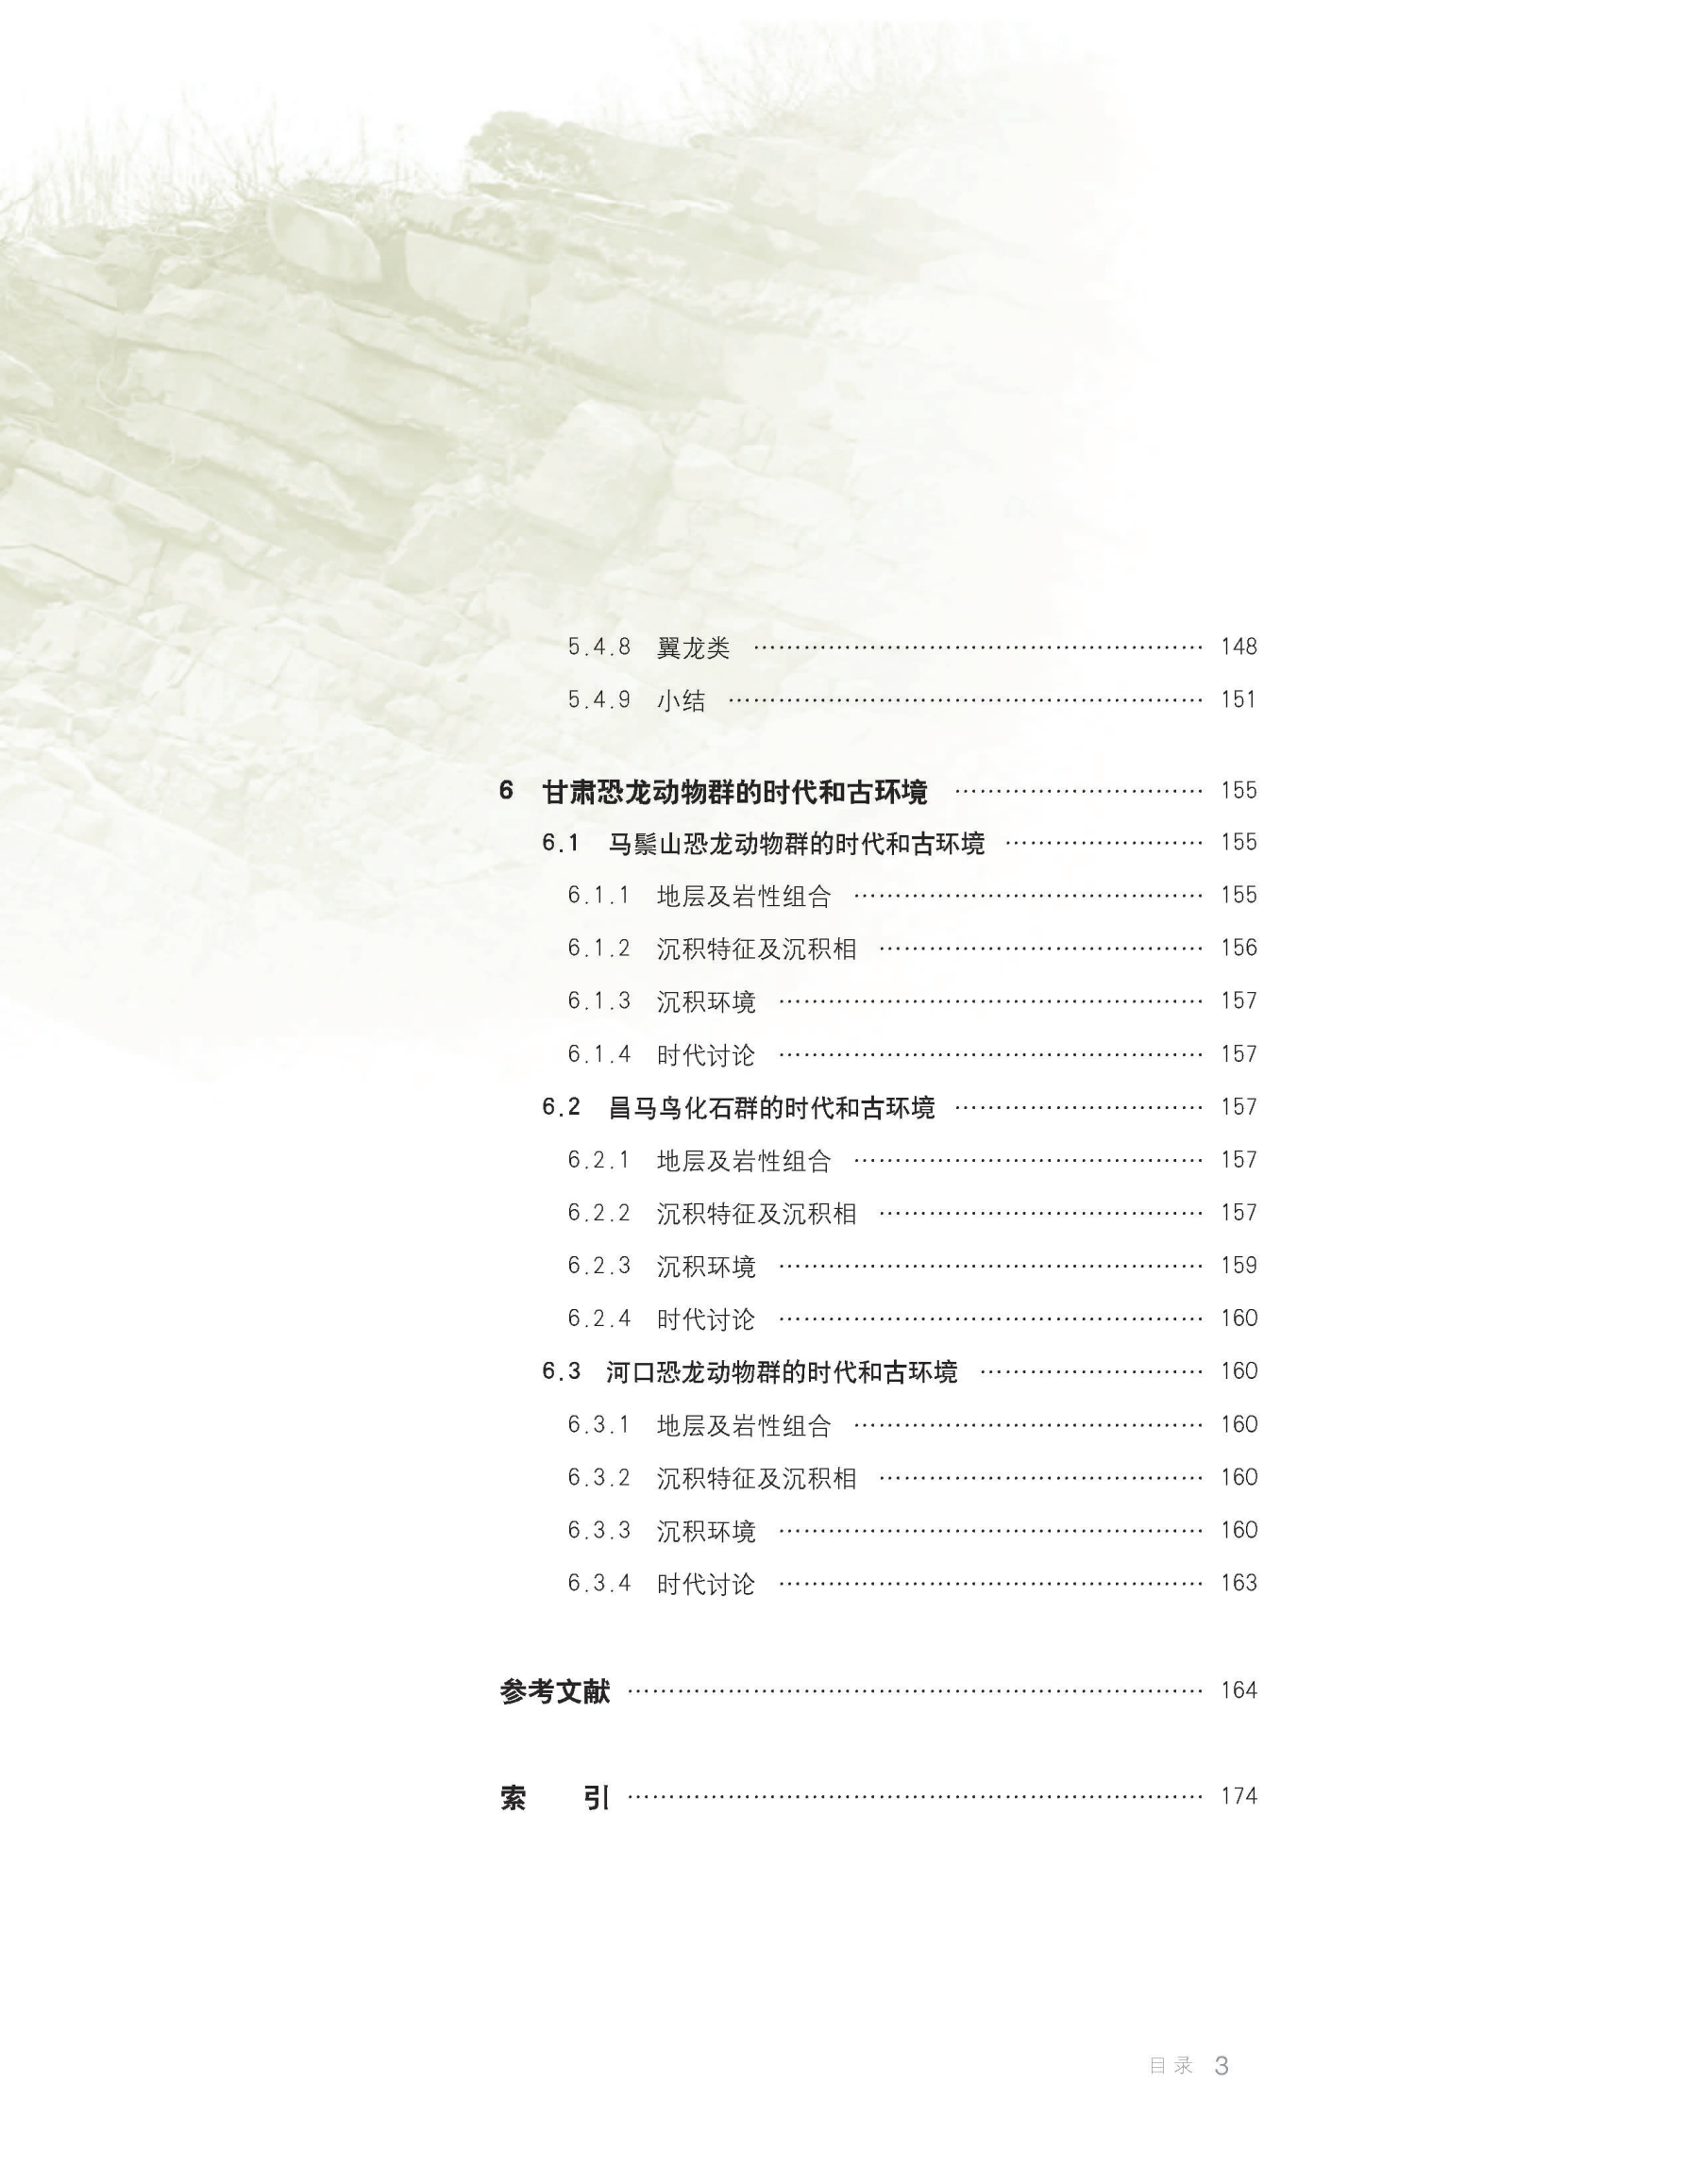 5.4.8 翼龙类 …………………………………………… 148
5.4.9 小结 ……………………………………………… 151
6 甘肃恐龙动物群的时代和古环境 ………………………… 155
6.1 马鬃山恐龙动物群的时代和古环境 …………………… 155
6.1.1 地层及岩性组合 ………………………………… 155
6.1.2 沉积特征及沉积相 ……………………………… 156
6.1.3 沉积环境 ………………………………………… 157
6.1.4 时代讨论 ………………………………………… 157
6.2 昌马鸟化石群的时代和古环境 ………………………… 157
6.2.1 地层及岩性组合 ………………………………… 157
6.2.2 沉积特征及沉积相 ……………………………… 157
6.2.3 沉积环境 ………………………………………… 159
6.2.4 时代讨论 ………………………………………… 160
6.3 河口恐龙动物群的时代和古环境 ……………………… 160
6.3.1 地层及岩性组合 ………………………………… 160
6.3.2 沉积特征及沉积相 ……………………………… 160
6.3.3 沉积环境 ………………………………………… 160
6.3.4 时代讨论 ………………………………………… 163
参考文献 ……………………………………………………… 164
索 引 ……………………………………………………… 174
目录 3